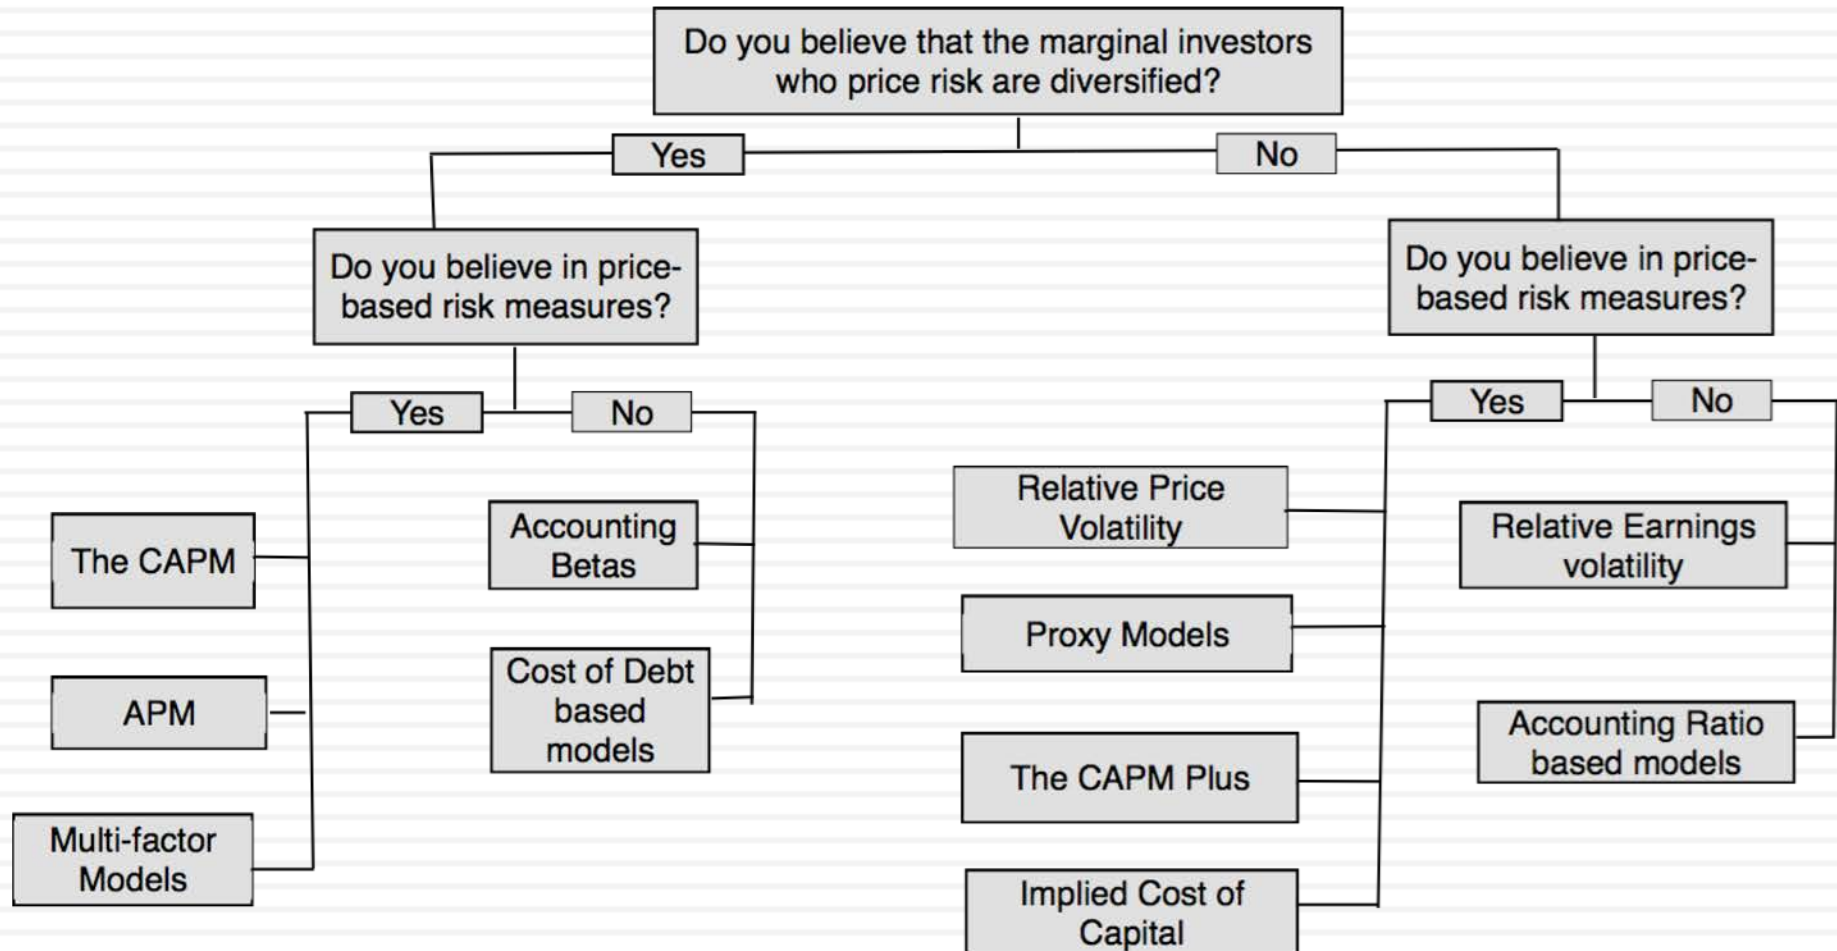 Do you believe that the marginal investors
who price risk are diversified?
Yes
No
Do you believe in price-
based risk measures?
Do you believe in price-
based risk measures?
Yes
No
Yes
No
The CAPM
APM
Multi-factor
Models
Accounting
Betas
Cost of Debt
based
models
Relative Price
Volatility
Proxy Models
The CAPM Plus
Implied Cost of
Capital
Relative Earnings
volatility
Accounting Ratio
based models